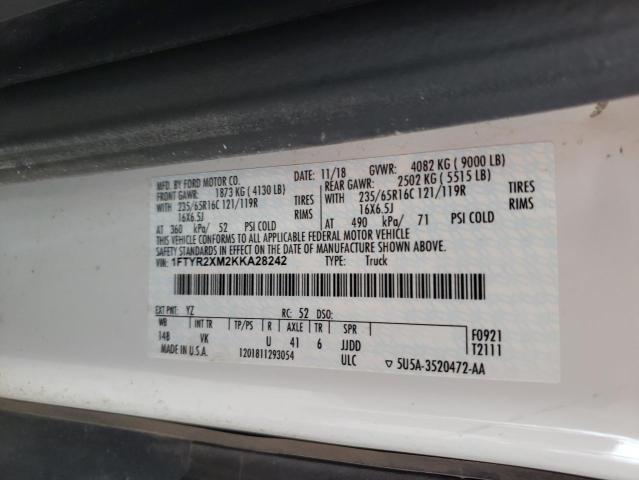 MFD. BY FORD MOTOR CO. DATE: 11/18 GVWR: 4082 KG ( 9000 LB)
FRONT GAWR: 1873 KG ( 4130 LB) REAR GAWR: 2502 KG ( 5515 LB)
WITH 235/65R16C 121/119R TIRES WITH 235/65R16C 121/119R TIRES
16X6.5J RIMS 16X6.5J RIMS
AT 360 kPa/ 52 PSI COLD AT 490 kPa/ 71 PSI COLD
THIS VEHICLE CONFORMS TO ALL APPLICABLE FEDERAL MOTOR VEHICLE
SAFETY STANDARDS IN EFFECT ON THE DATE OF MANUFACTURE SHOWN ABOVE.
VIN: 1FTYR2XM2KKA28242 TYPE: Truck
EXT PNT: YZ RC: 52 DSO:
WB INT TR TP/PS R AXLE TR SPR F0921
148 VK U 41 6 JJDD T2111
MADE IN U.S.A. 1201811293054 ULC 5U5A-3520472-AA